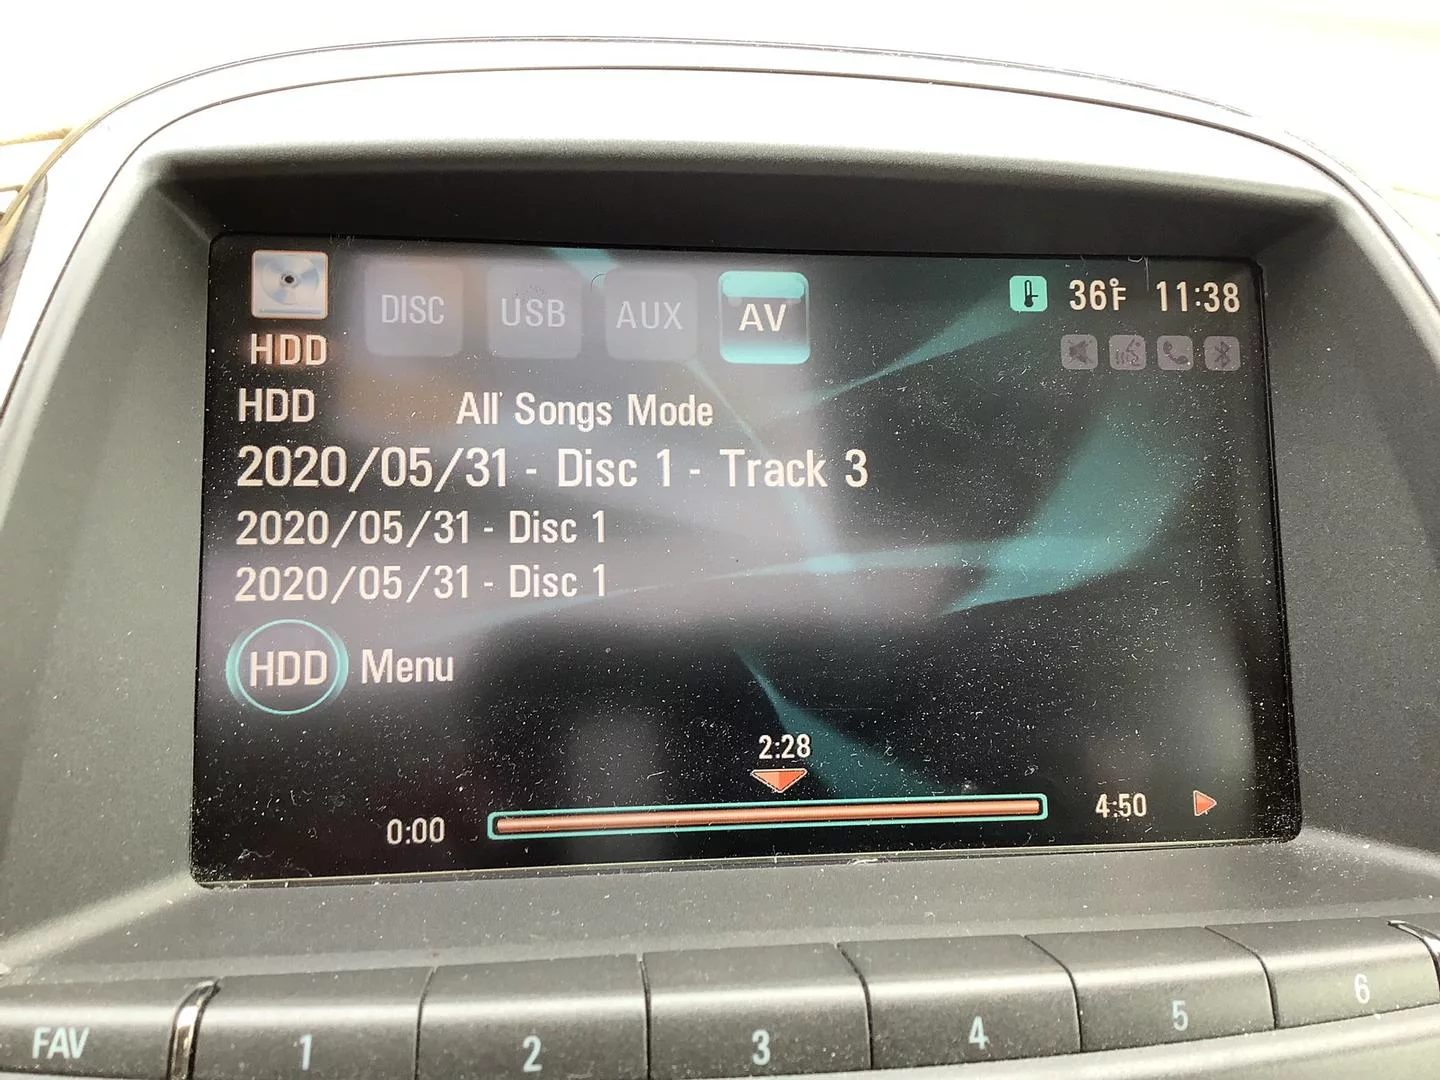 DISC USB AUX AV 36°F 11:38
HDD
HDD All Songs Mode
2020/05/31 - Disc 1 - Track 3
2020/05/31 - Disc 1
2020/05/31 - Disc 1
HDD Menu
2:28
0:00 4:50
FAV 1 2 3 4 5 6